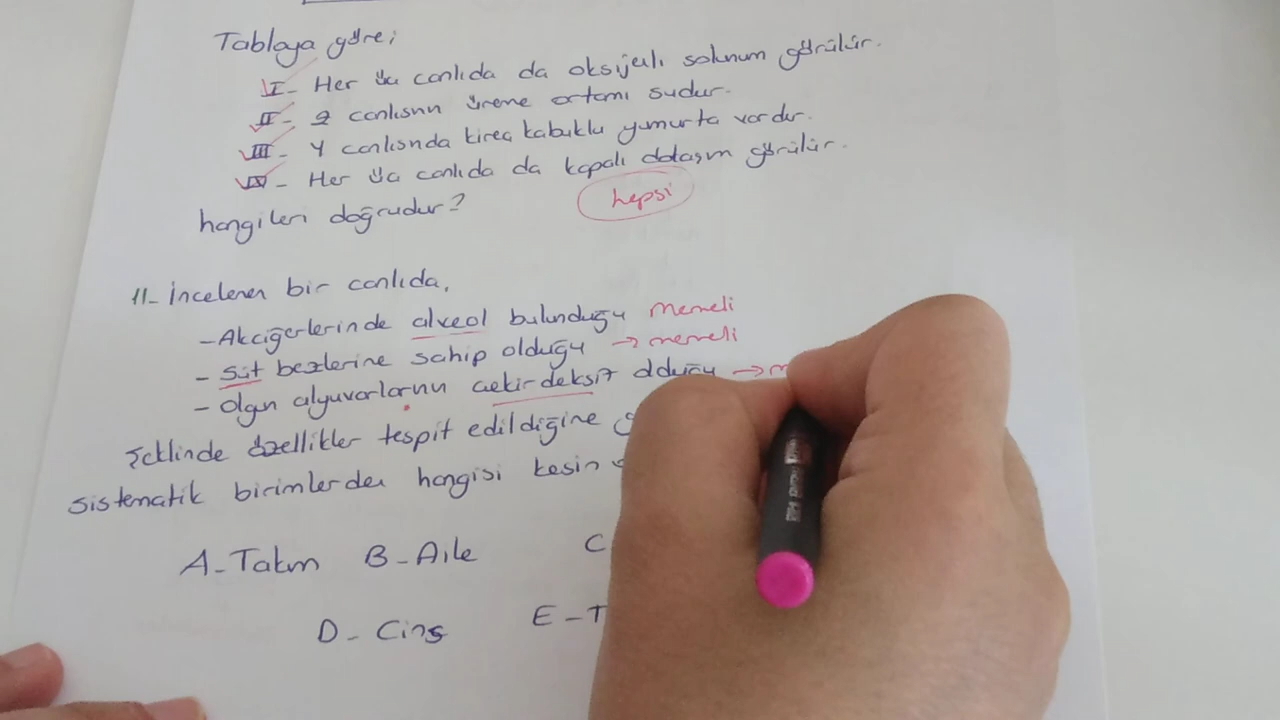 Tabloya göre;
I- Her üç canlıda da oksijenli solunum görülür.
II- 2 canlısının üreme ortamı sudur.
III- Y canlısında kireç kabuklu yumurta vardır.
IV- Her üç canlıda da kapalı dolaşım görülür.
hangileri doğrudur? hepsi
11- İncelenen bir canlıda,
-Akciğerlerinde alveol bulunduğu memeli
- Süt bezlerine sahip olduğu → memeli
- Olgun alyuvarlarının çekirdeksiz olduğu → m
şeklinde özellikler tespit edildiğine g
sistematik birimlerden hangisi kesin
A-Takım B-Aile C
D- Cins E-T